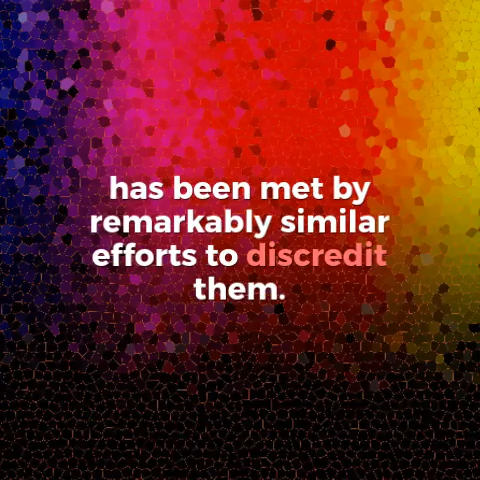 has been met by
remarkably similar
efforts to discredit
them.